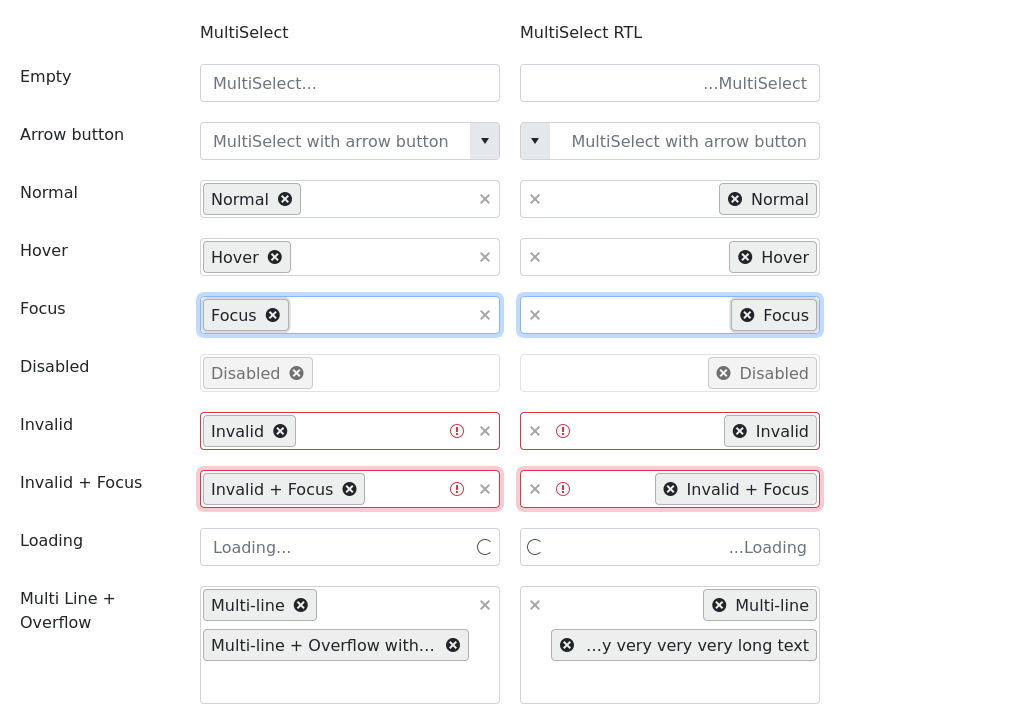 MultiSelect MultiSelect RTL
Empty MultiSelect... ...MultiSelect
Arrow button MultiSelect with arrow button MultiSelect with arrow button
Normal Normal Normal
Hover Hover Hover
Focus Focus Focus
Disabled Disabled Disabled
Invalid Invalid Invalid
Invalid + Focus Invalid + Focus Invalid + Focus
Loading Loading... ...Loading
Multi Line + Multi-line Multi-line
Overflow Multi-line + Overflow with... ...y very very very long text